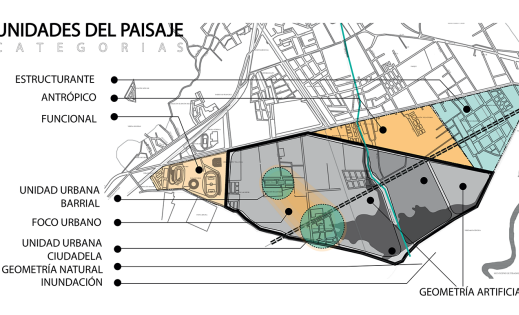 UNIDADES DEL PAISAJE
CATEGORIAS
ESTRUCTURANTE
ANTRÓPICO
FUNCIONAL
UNIDAD URBANA
BARRIAL
FOCO URBANO
UNIDAD URBANA
CIUDADELA
GEOMETRÍA NATURAL
INUNDACIÓN
GEOMETRÍA ARTIFICIA